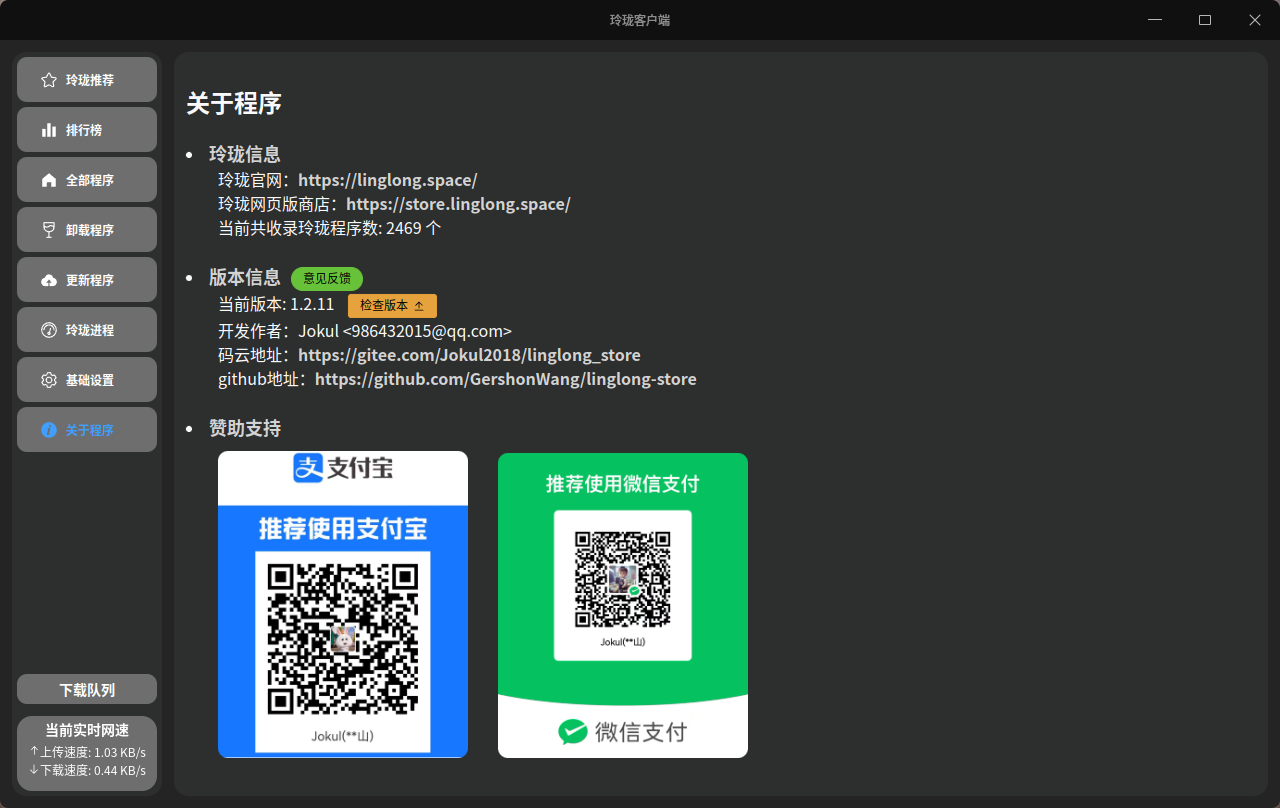 玲珑客户端
玲珑推荐
排行榜
全部程序
卸载程序
更新程序
玲珑进程
基础设置
关于程序
下载队列
当前实时网速
↑上传速度: 1.03 KB/s
↓下载速度: 0.44 KB/s
关于程序
玲珑信息
玲珑官网：https://linglong.space/
玲珑网页版商店：https://store.linglong.space/
当前共收录玲珑程序数: 2469 个
版本信息 意见反馈
当前版本: 1.2.11 检查版本 ↑
开发作者：Jokul <986432015@qq.com>
码云地址：https://gitee.com/Jokul2018/linglong_store
github地址：https://github.com/GershonWang/linglong-store
赞助支持
支付宝
推荐使用支付宝
Jokul(**山)
推荐使用微信支付
Jokul(**山)
微信支付